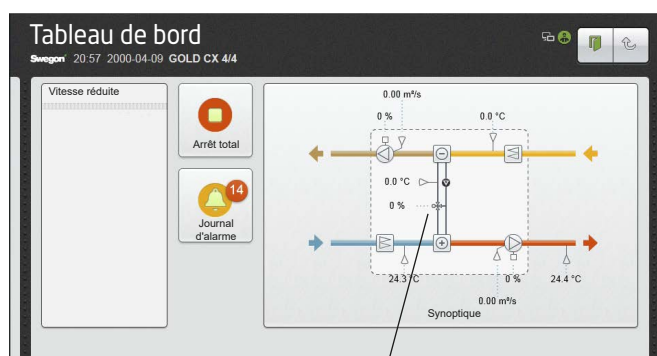 Tableau de bord
Swegon 20:57 2000-04-09 GOLD CX 4/4
Vitesse réduite
Arrêt total
14
Journal
d'alarme
0.00 m³/s
0 %
0.0 °C
0.0 °C
0 %
24.3 °C
0 %
24.4 °C
0.00 m³/s
Synoptique